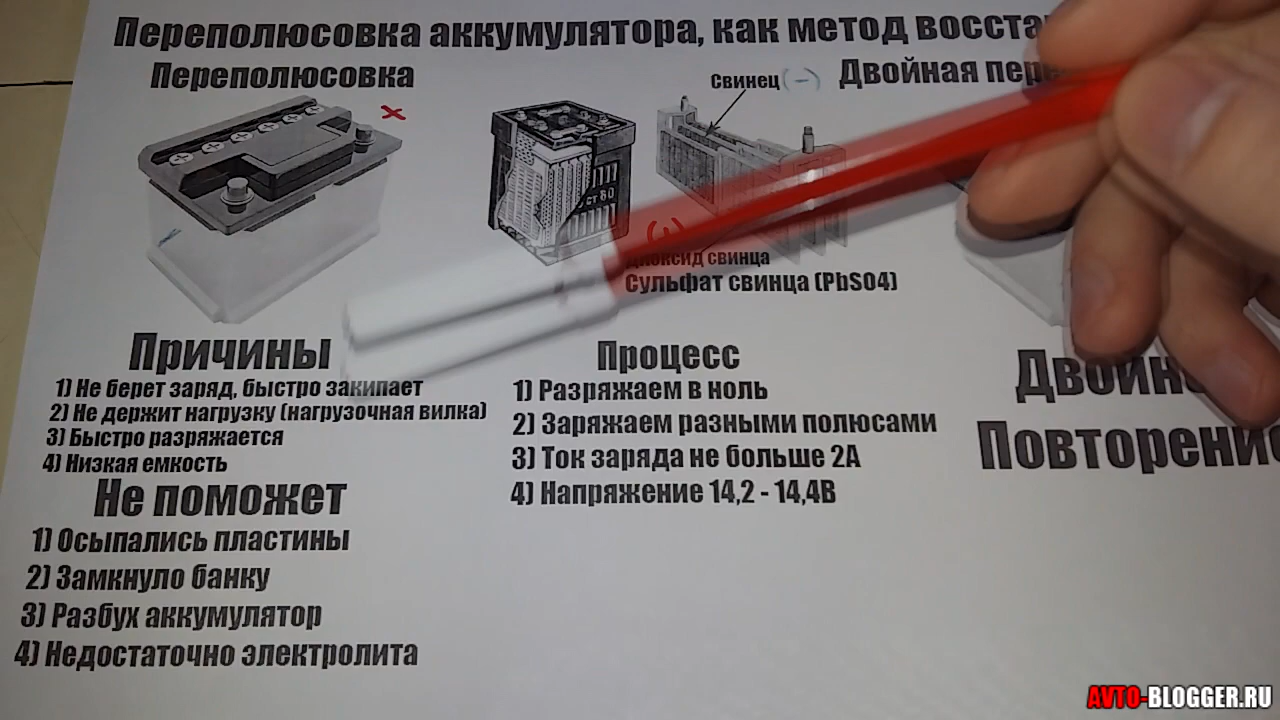 Переполюсовка аккумулятора, как метод
Переполюсовка
Свинец (-)
Двойная
ст 60
диоксид свинца
Сульфат свинца (PbSO4)
Причины
1) Не берет заряд, быстро закипает
2) Не держит нагрузку (нагрузочная вилка)
3) Быстро разряжается
4) Низкая емкость
Не поможет
1) Осыпались пластины
2) Замкнуло банку
3) Разбух аккумулятор
4) Недостаточно электролита
Процесс
1) Разряжаем в ноль
2) Заряжаем разными полюсами
3) Ток заряда не больше 2А
4) Напряжение 14,2 - 14,4В
AVTO-BLOGGER.RU